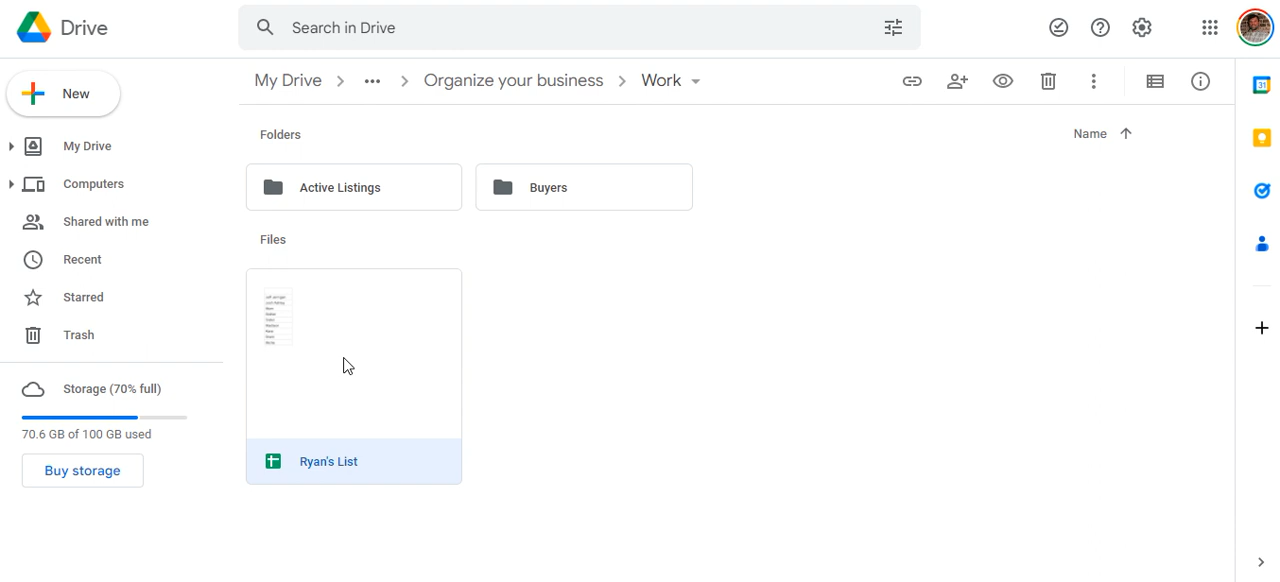 Drive
Search in Drive
New
My Drive
Computers
Shared with me
Recent
Starred
Trash
Storage (70% full)
70.6 GB of 100 GB used
Buy storage
My Drive > ••• > Organize your business > Work
Folders
Name
Active Listings
Buyers
Files
Ryan's List
31